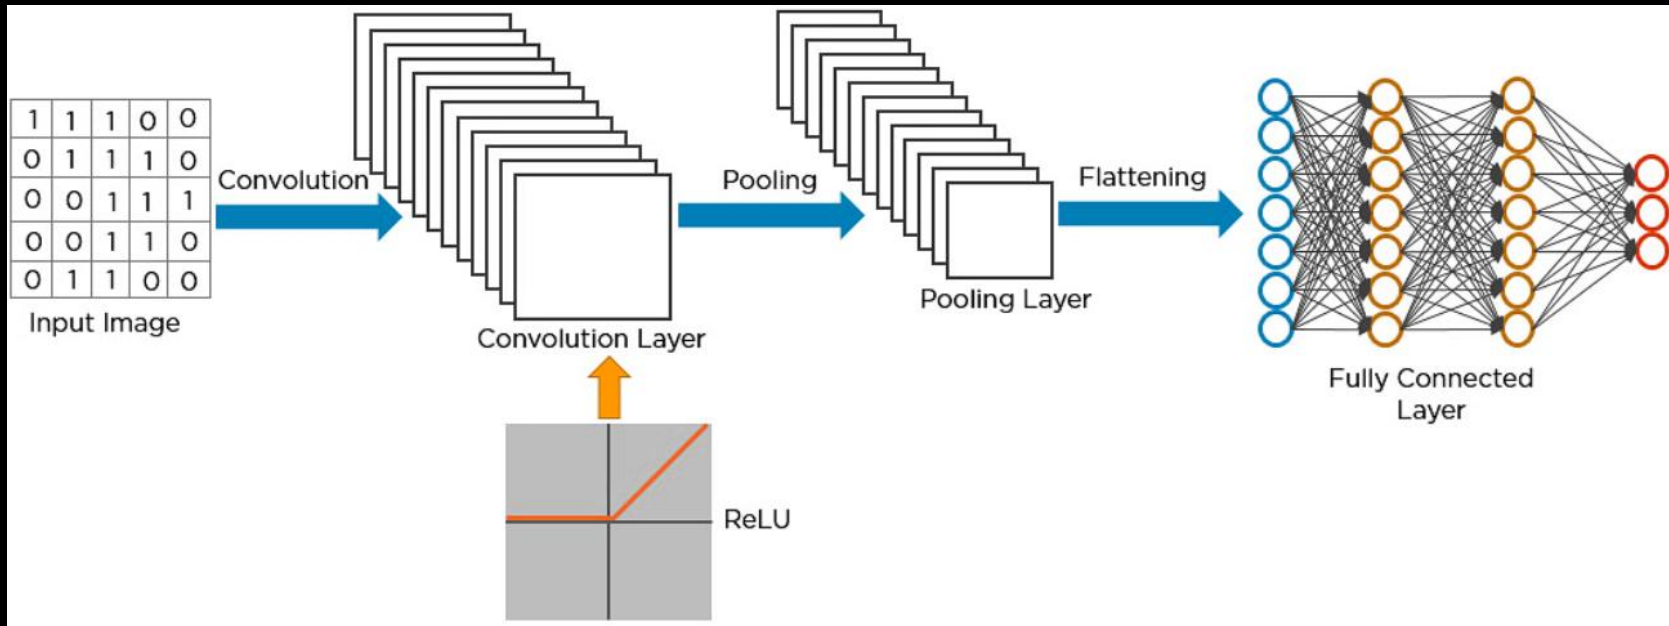 1 1 1 0 0
0 1 1 1 0
0 0 1 1 1
0 0 1 1 0
0 1 1 0 0
Input Image
Convolution
Convolution Layer
ReLU
Pooling
Pooling Layer
Flattening
Fully Connected
Layer